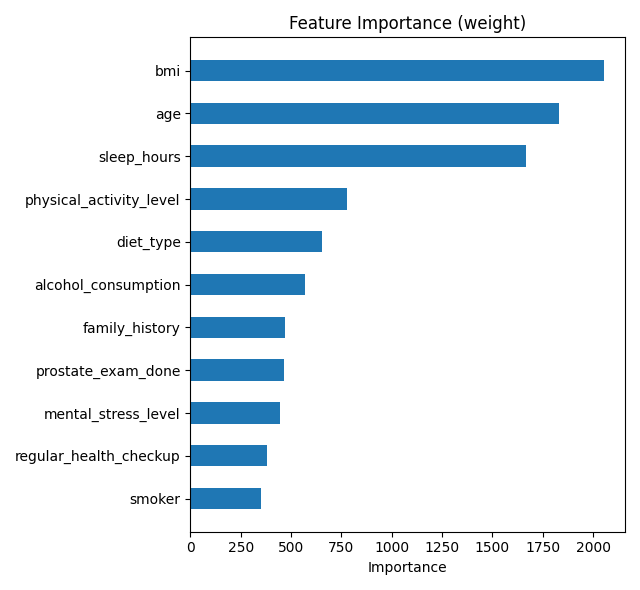 Feature Importance (weight)
bmi
age
sleep_hours
physical_activity_level
diet_type
alcohol_consumption
family_history
prostate_exam_done
mental_stress_level
regular_health_checkup
smoker
0 250 500 750 1000 1250 1500 1750 2000
Importance